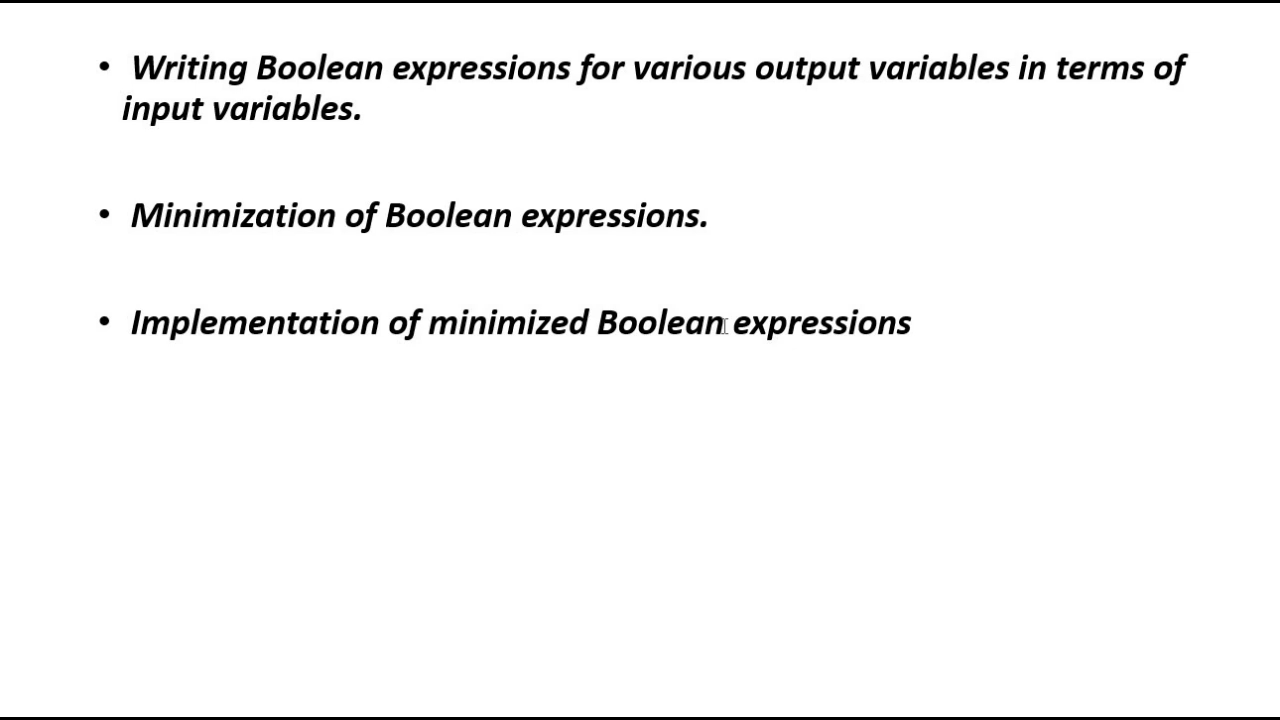 • Writing Boolean expressions for various output variables in terms of
input variables.
• Minimization of Boolean expressions.
• Implementation of minimized Boolean expressions